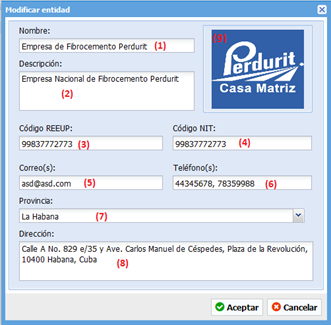 Modificar entidad
Nombre:
Empresa de Fibrocemento Perdurit (1)
Descripción:
Empresa Nacional de Fibrocemento Perdurit
(2)
(9)
Perdurit.
Casa Matriz
Código REEUP:
99837772773 (3)
Código NIT:
99837772773 (4)
Correo(s):
asd@asd.com (5)
Teléfono(s):
44345678, 78359988 (6)
Provincia:
La Habana (7)
Dirección:
Calle A No. 829 e/35 y Ave. Carlos Manuel de Céspedes, Plaza de la Revolución,
10400 Habana, Cuba (8)
Aceptar
Cancelar